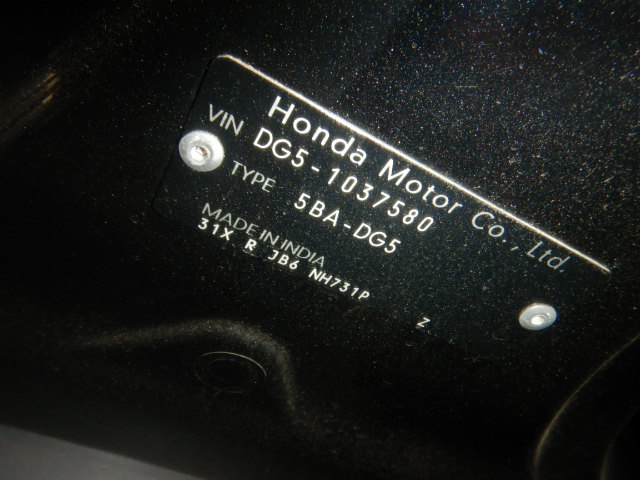 Honda Motor Co., Ltd.
VIN DG5-1037580
TYPE 5BA-DG5
MADE IN INDIA
31X R JB6 NH731P Z